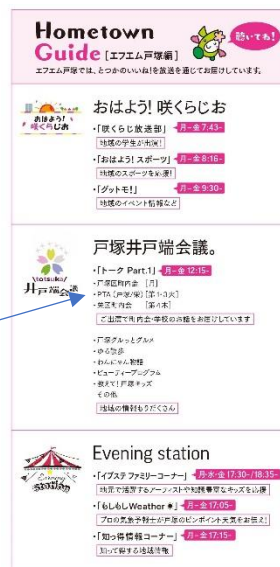 Hometown
Guide [エフエム戸塚編]
聴いてね!
エフエム戸塚では、とつかのいいね!を放送を通じてお届けしています。
おはよう!
咲くらじお
おはよう! 咲くらじお
・「咲くらじ放送部」 月-金 7:43-
地域の学生が出演!
・「おはよう! スポーツ」 月-金 8:16-
地域のスポーツを応援!
・「グットモ!」 月-金 9:30-
地域のイベント情報など
\totsuka/
井戸端会議
戸塚井戸端会議。
・「トーク Part.1」 月-金 12:15-
・戸塚区町内会 [月]
・PTA [戸塚/栄] [第1-3火]
・栄区町内会 [第4木]
ご出演で町内会・学校のお話をお届けしています
・戸塚グルっとグルメ
・ゆる散歩
・わんにゃん物語
・ビューティープログラム
・教えて!戸塚キッズ
その他
地域の情報もりだくさん
Evening
station
Evening station
・「イブステ ファミリーコーナー」 月・水・金 17:30-/18:35-
地元で活躍するアーティストや知識豊富なキッズを応援
・「もしもしWeather☀」 月-金 17:05-
プロの気象予報士が戸塚のピンポイント天気をお伝え!
・「知っ得情報コーナー」 月-金 17:15-
知って得する地域情報